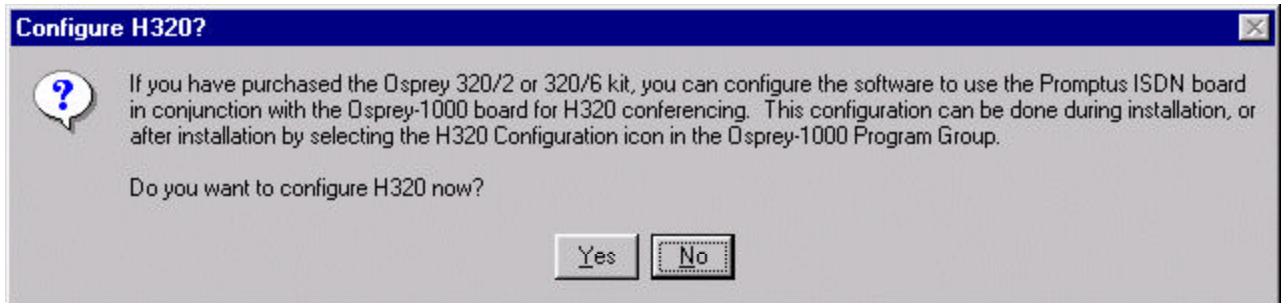 Configure H320?
If you have purchased the Osprey 320/2 or 320/6 kit, you can configure the software to use the Promptus ISDN board
in conjunction with the Osprey-1000 board for H320 conferencing.  This configuration can be done during installation, or
after installation by selecting the H320 Configuration icon in the Osprey-1000 Program Group.
Do you want to configure H320 now?
Yes
No